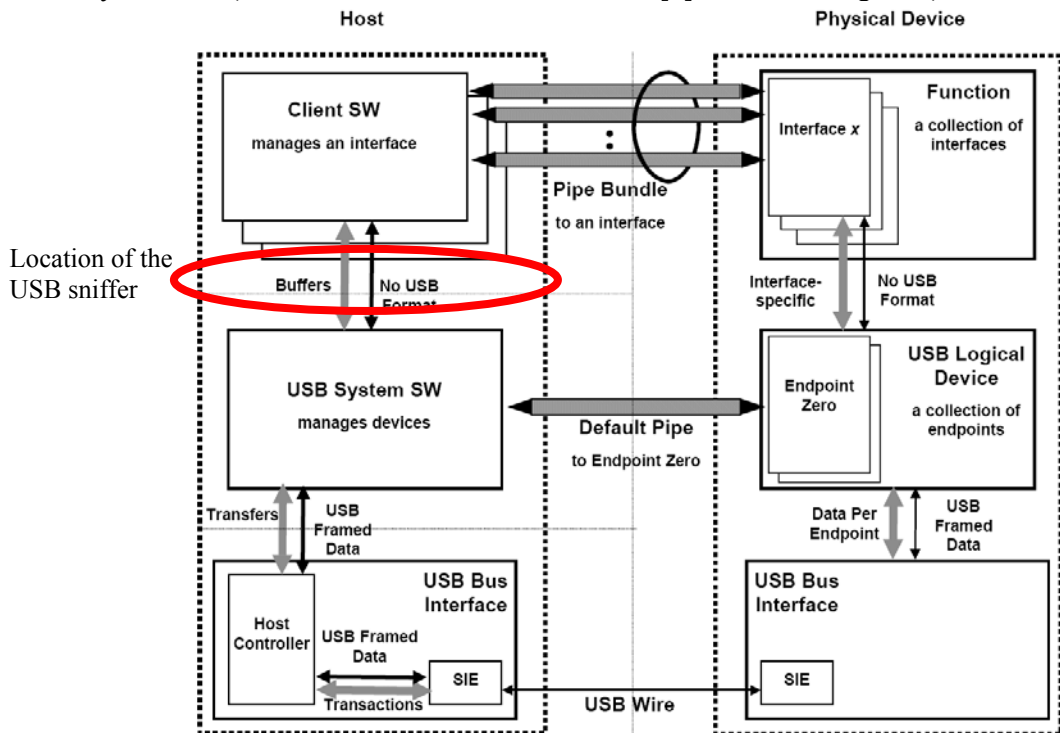 Host
Physical Device
Client SW
manages an interface
Pipe Bundle
to an interface
Interface x
Function
a collection of
interfaces
Location of the
USB sniffer
Buffers
No USB
Format
Interface-
specific
No USB
Format
USB System SW
manages devices
Default Pipe
to Endpoint Zero
Endpoint
Zero
USB Logical
Device
a collection of
endpoints
Transfers
USB
Framed
Data
Data Per
Endpoint
USB
Framed
Data
USB Bus
Interface
Host
Controller
USB Framed
Data
Transactions
SIE
USB Wire
USB Bus
Interface
SIE